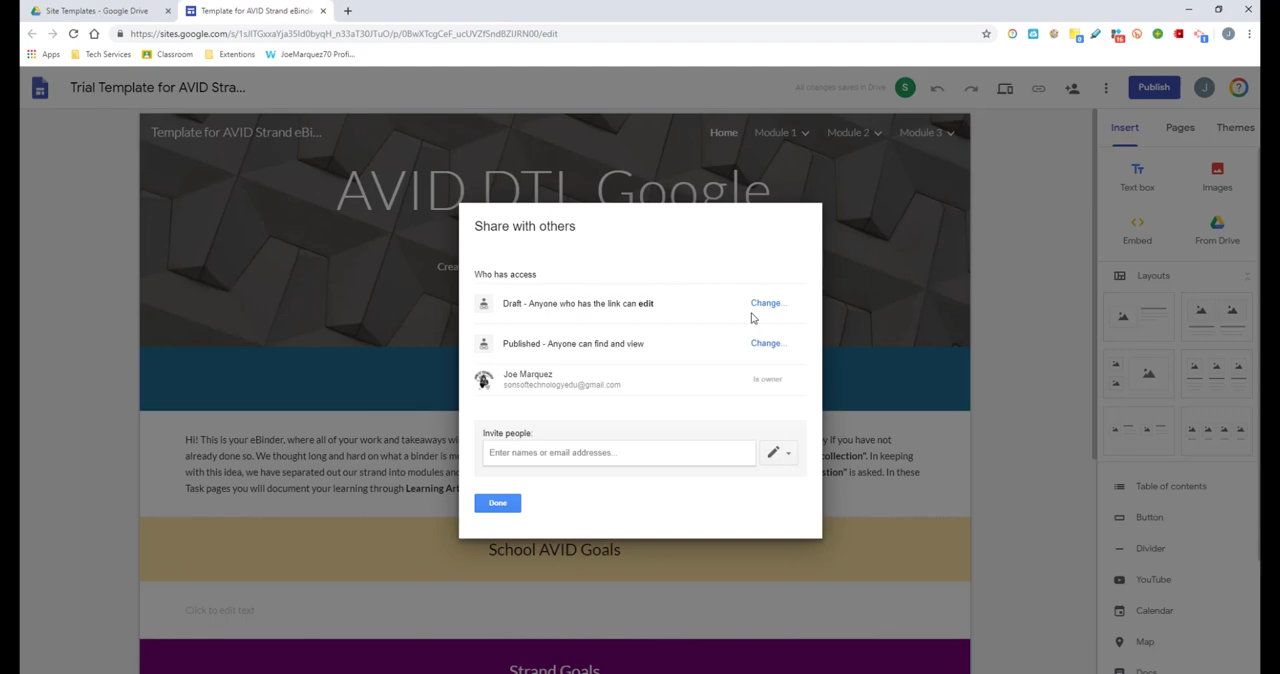 Site Templates - Google Drive
Template for AVID Strand eBinde
https://sites.google.com/s/
/edit
Apps
Tech Services
Classroom
Extentions
JoeMarquez70 Profi...
Trial Template for AVID Stra...
All changes saved in Drive
S
Publish
J
Template for AVID Strand eBi...
Home
Module 1
Module 2
Module 3
AVID DTL Google
Crea
Insert
Pages
Themes
Text box
Images
Embed
From Drive
Layouts
Table of contents
Button
Divider
YouTube
Calendar
Map
Docs
Share with others
Who has access
Draft - Anyone who has the link can edit
Change...
Published - Anyone can find and view
Change...
Joe Marquez
sonsoftechnologyedu@gmail.com
Is owner
Invite people:
Enter names or email addresses...
Done
Hi! This is your eBinder, where all of your work and takeaways wi
y if you have not
already done so. We thought long and hard on what a binder is m
collection". In keeping
with this idea, we have separated out our strand into modules an
stion" is asked. In these
Task pages you will document your learning through Learning Art
School AVID Goals
Click to edit text
Strand Goals